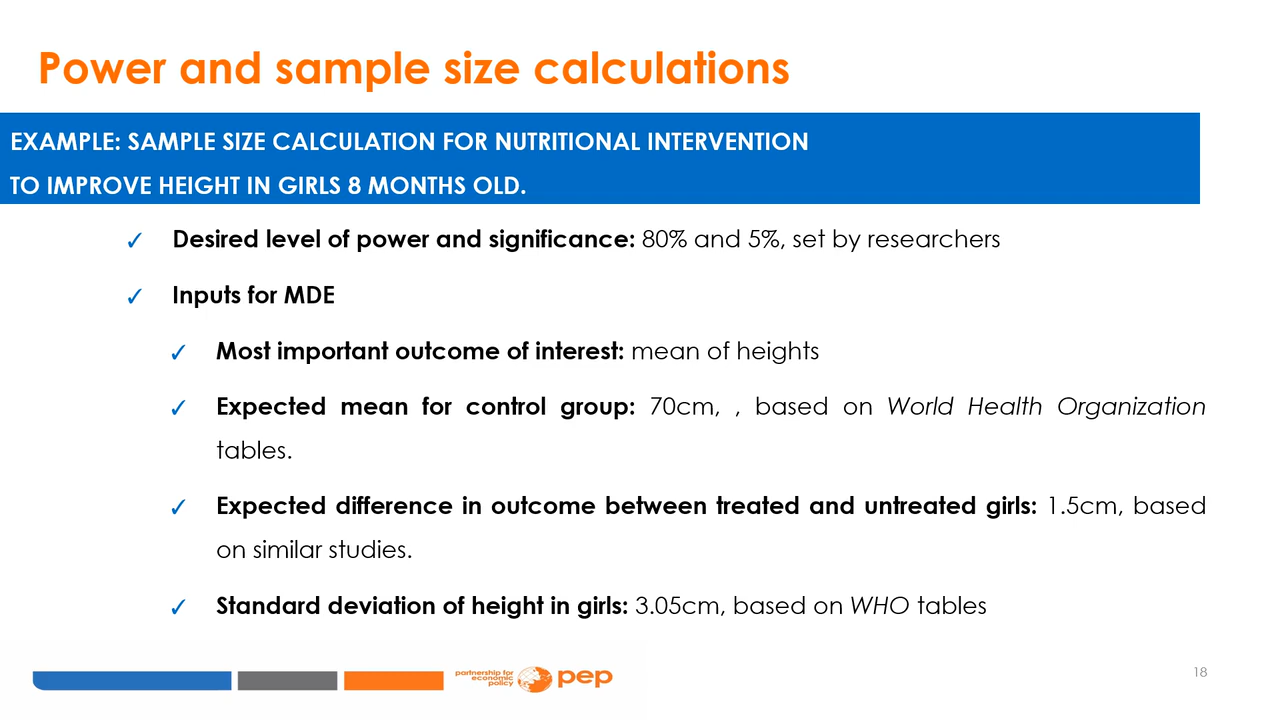 Power and sample size calculations
EXAMPLE: SAMPLE SIZE CALCULATION FOR NUTRITIONAL INTERVENTION
TO IMPROVE HEIGHT IN GIRLS 8 MONTHS OLD.
✓ Desired level of power and significance: 80% and 5%, set by researchers
✓ Inputs for MDE
✓ Most important outcome of interest: mean of heights
✓ Expected mean for control group: 70cm, , based on World Health Organization
tables.
✓ Expected difference in outcome between treated and untreated girls: 1.5cm, based
on similar studies.
✓ Standard deviation of height in girls: 3.05cm, based on WHO tables
partnership for
economic
policy
pep
18